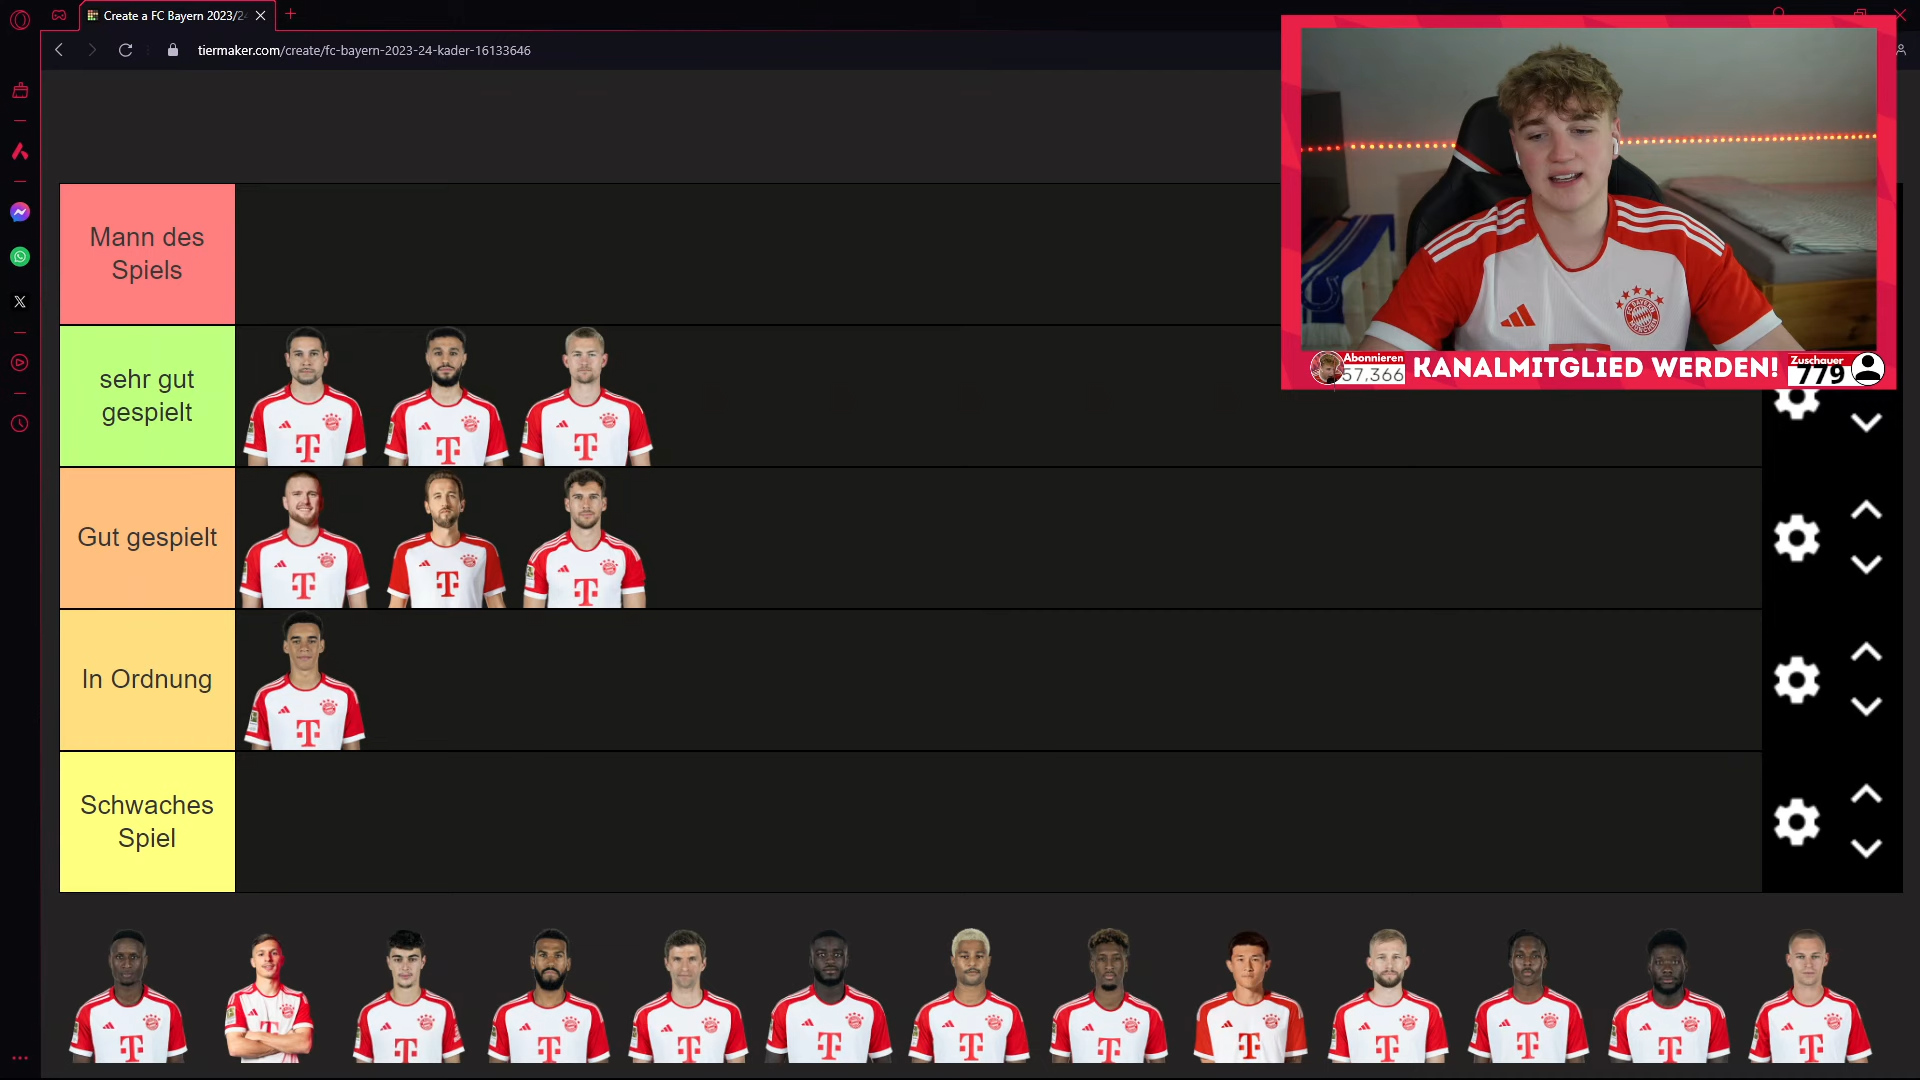 Create a FC Bayern 2023/2
tiermaker.com/create/fc-bayern-2023-24-kader-16133646
Abonnieren
57,366
KANALMITGLIED WERDEN!
Zuschauer
779
Mann des
Spiels
sehr gut
gespielt
Gut gespielt
In Ordnung
Schwaches
Spiel